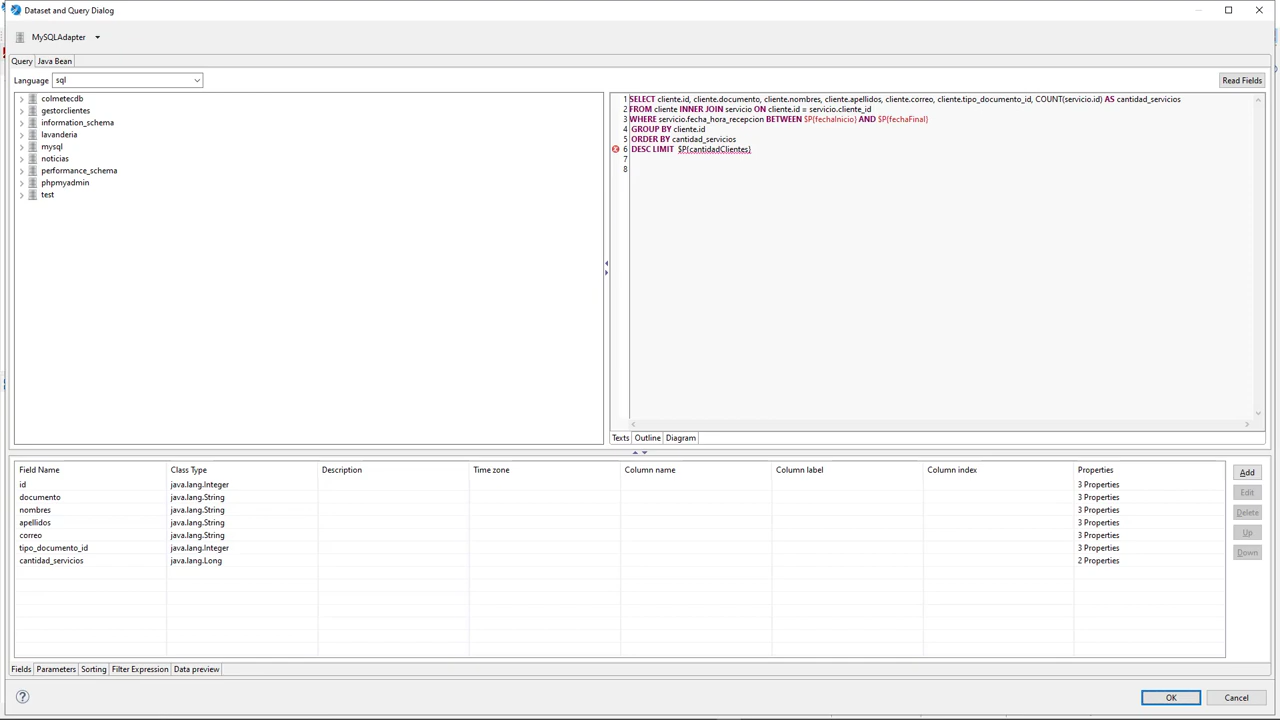 Dataset and Query Dialog
MySQLAdapter
Query Java Bean
Language sql Read Fields
colmetecdb
gestorclientes
information_schema
lavanderia
mysql
noticias
performance_schema
phpmyadmin
test
1 SELECT cliente.id, cliente.documento, cliente.nombres, cliente.apellidos, cliente.correo, cliente.tipo_documento_id, COUNT(servicio.id) AS cantidad_servicios
2 FROM cliente INNER JOIN servicio ON cliente.id = servicio.cliente_id
3 WHERE servicio.fecha_hora_recepcion BETWEEN $P{fechaInicio} AND $P{fechaFinal}
4 GROUP BY cliente.id
5 ORDER BY cantidad_servicios
6 DESC LIMIT $P{cantidadClientes}
7
8
Texts Outline Diagram
Field Name Class Type Description Time zone Column name Column label Column index Properties
id java.lang.Integer 3 Properties
documento java.lang.String 3 Properties
nombres java.lang.String 3 Properties
apellidos java.lang.String 3 Properties
correo java.lang.String 3 Properties
tipo_documento_id java.lang.Integer 3 Properties
cantidad_servicios java.lang.Long 2 Properties
Add
Edit
Delete
Up
Down
Fields Parameters Sorting Filter Expression Data preview
? OK Cancel